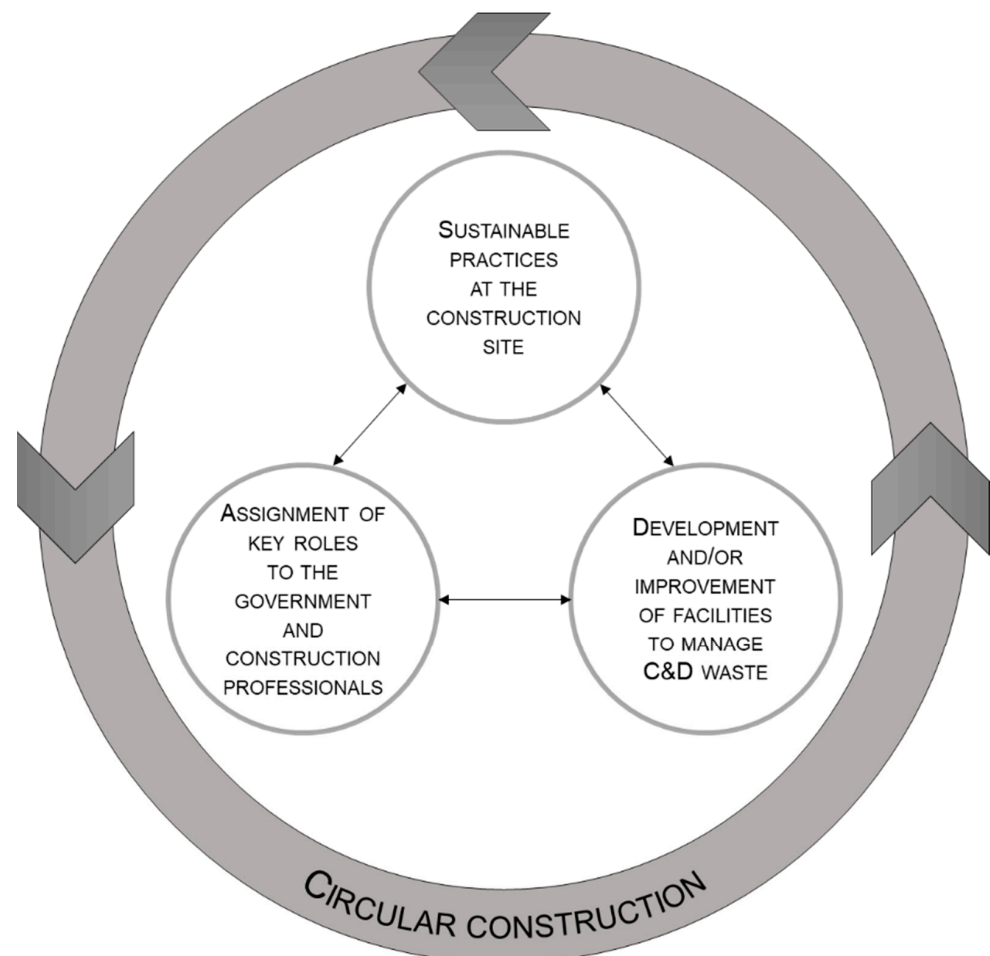 SUSTAINABLE
PRACTICES
AT THE
CONSTRUCTION
SITE
ASSIGNMENT OF
KEY ROLES
TO THE
GOVERNMENT
AND
CONSTRUCTION
PROFESSIONALS
DEVELOPMENT
AND/OR
IMPROVEMENT
OF FACILITIES
TO MANAGE
C&D WASTE
CIRCULAR CONSTRUCTION